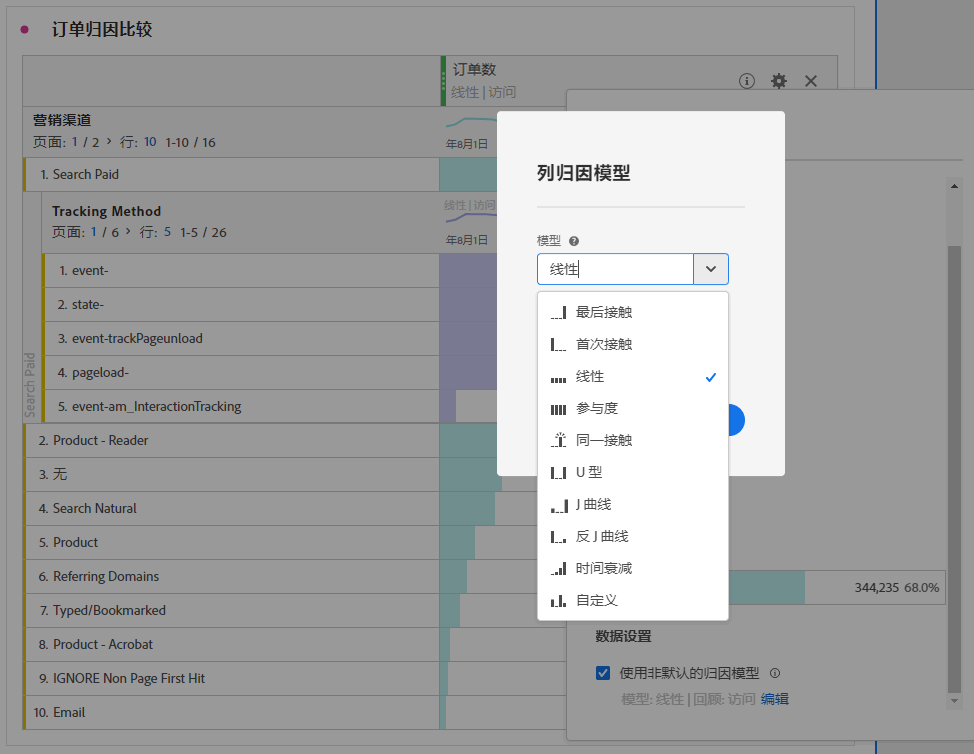 订单归因比较
订单数
线性 | 访问
营销渠道
页面: 1 / 2 > 行: 10 1-10 / 16
年8月1日
1. Search Paid
Tracking Method
线性 | 访问
页面: 1 / 6 > 行: 5 1-5 / 26
年8月1日
1. event-
2. state-
3. event-trackPageunload
4. pageload-
5. event-am_InteractionTracking
Search Paid
2. Product - Reader
3. 无
4. Search Natural
5. Product
6. Referring Domains
7. Typed/Bookmarked
8. Product - Acrobat
9. IGNORE Non Page First Hit
10. Email
列归因模型
模型
线性
最后接触
首次接触
线性
参与度
同一接触
U 型
J 曲线
反 J 曲线
时间衰减
自定义
344,235 68.0%
数据设置
使用非默认的归因模型
模型: 线性 | 回顾: 访问 编辑